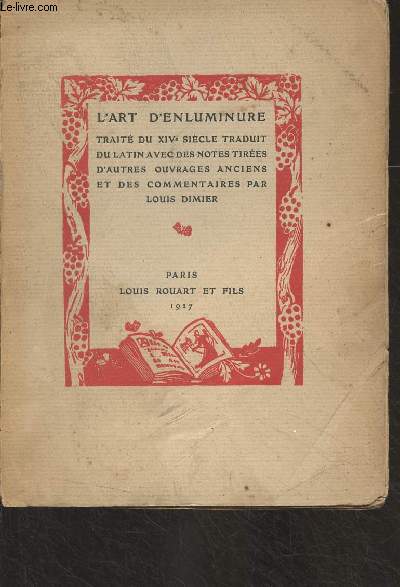 Le-livre.com
L'ART D'ENLUMINURE
TRAITÉ DU XIVe SIÈCLE TRADUIT
DU LATIN AVEC DES NOTES TIRÉES
D'AUTRES OUVRAGES ANCIENS
ET DES COMMENTAIRES PAR
LOUIS DIMIER
PARIS
LOUIS ROUART ET FILS
1927